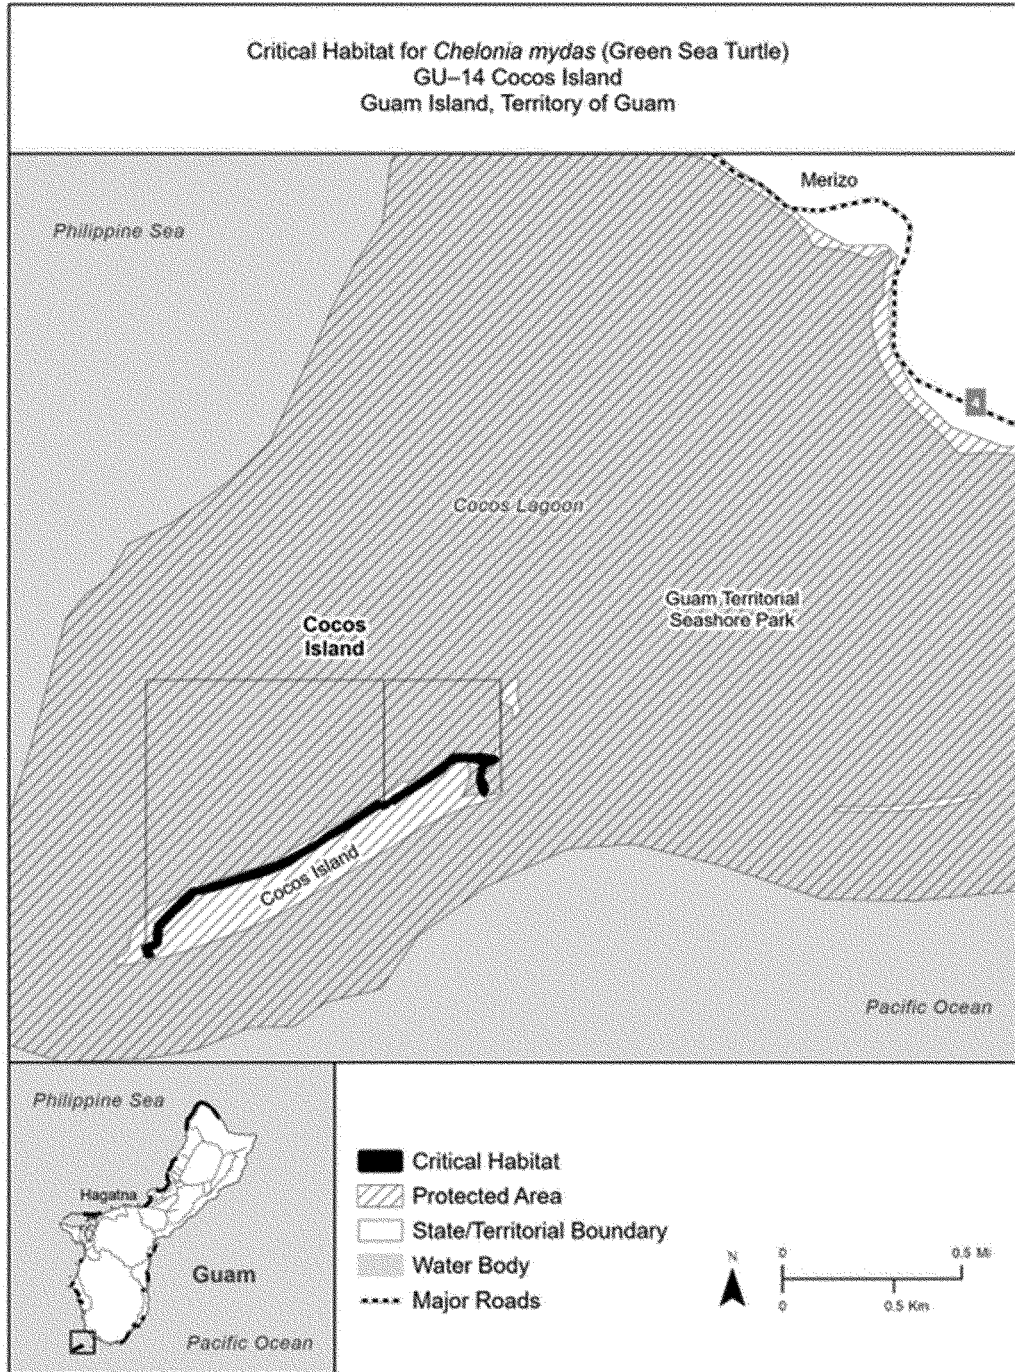 Critical Habitat for Chelonia mydas (Green Sea Turtle)
GU–14 Cocos Island
Guam Island, Territory of Guam
Philippine Sea
Merizo
4
Cocos Lagoon
Guam Territorial
Seashore Park
Cocos
Island
Cocos Island
Pacific Ocean
Philippine Sea
Hagatna
Guam
Pacific Ocean
Critical Habitat
Protected Area
State/Territorial Boundary
Water Body
Major Roads
N
0 0.5 Mi
0 0.5 Km